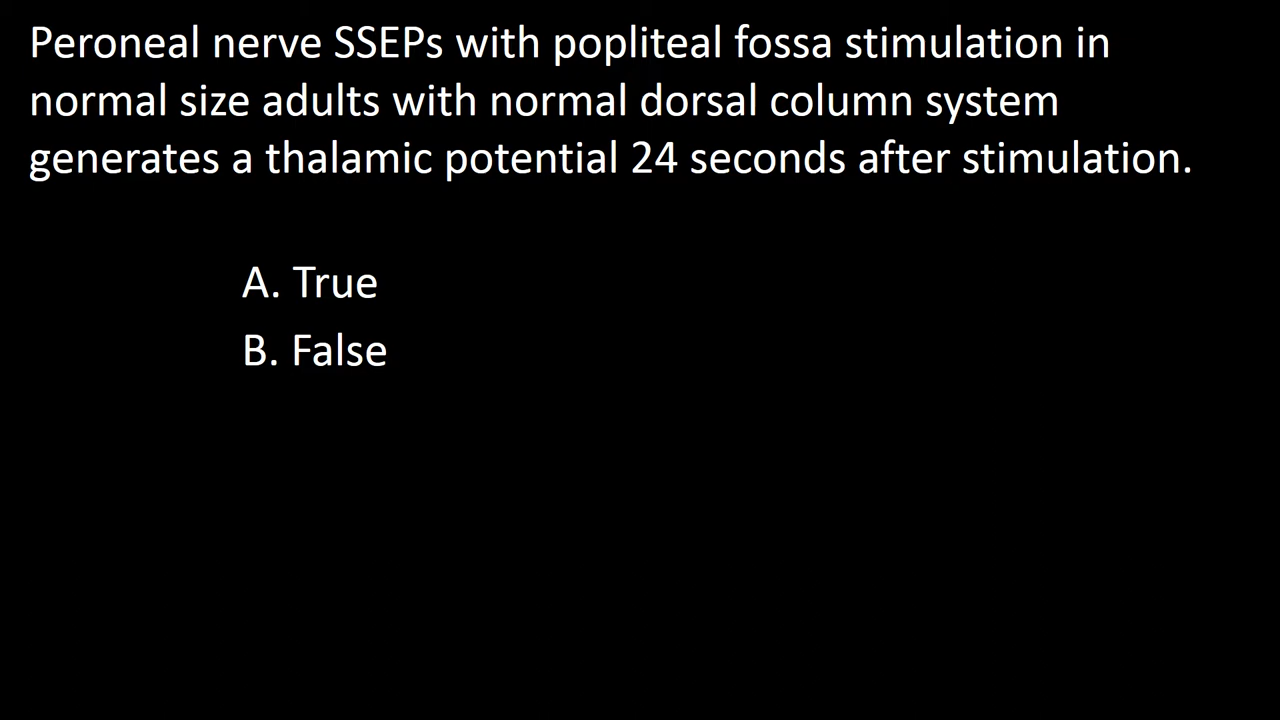 Peroneal nerve SSEPs with popliteal fossa stimulation in
normal size adults with normal dorsal column system
generates a thalamic potential 24 seconds after stimulation.
A. True
B. False